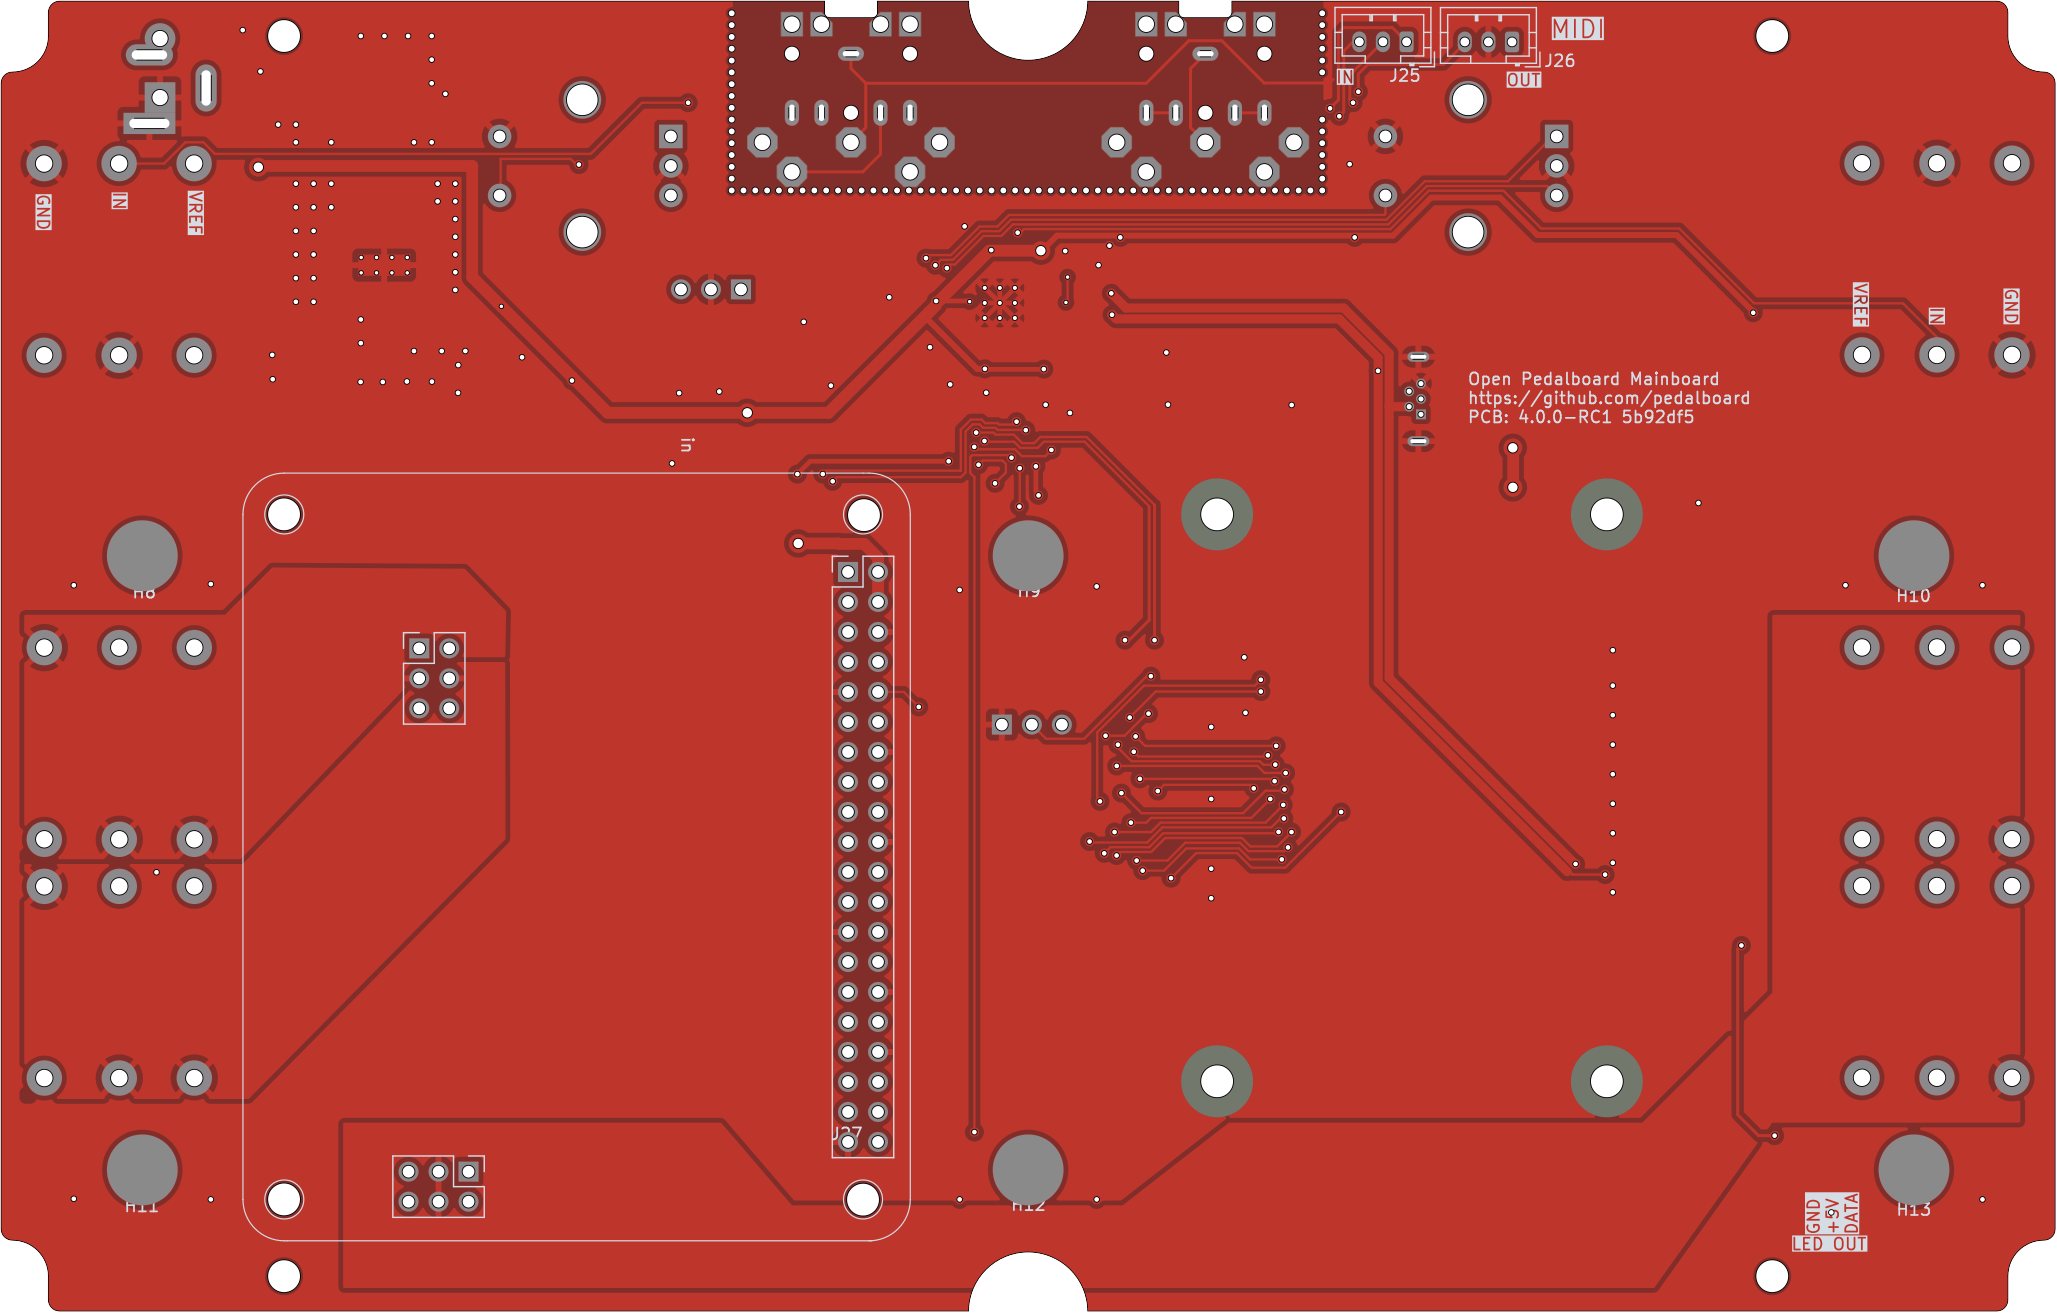 MIDI
J26
J25
IN
OUT
GND
IN
VREF
VREF
IN
GND
Open Pedalboard Mainboard
https://github.com/pedalboard
PCB: 4.0.0-RC1 5b92df5
in
H8
H9
H10
J27
H11
H12
H13
GND
+5V
DATA
LED OUT